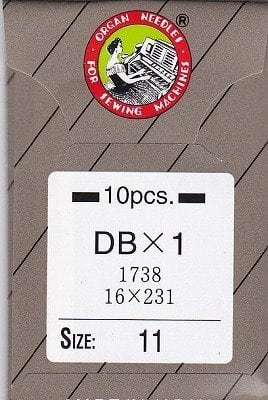 ORGAN NEEDLES
®
FOR SEWING MACHINES
10pcs.
DB×1
1738
16×231
SIZE: 11